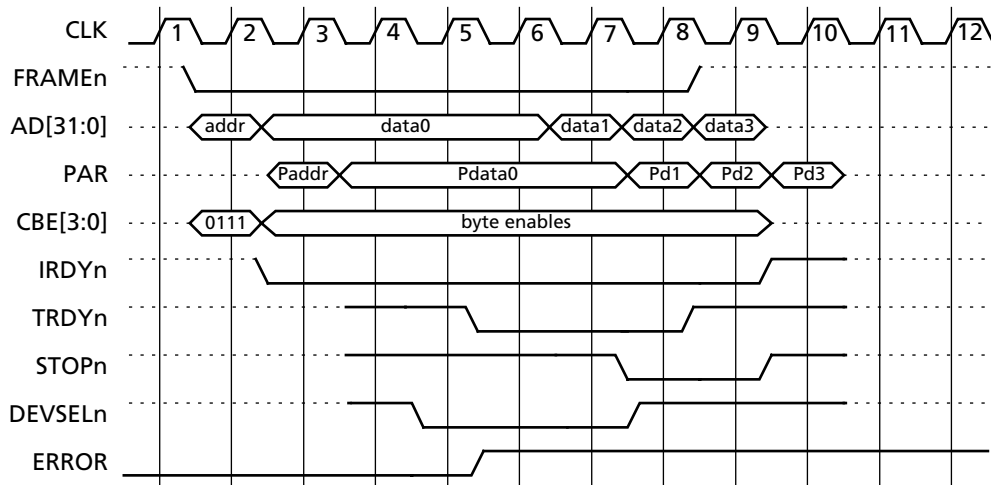 CLK 1 2 3 4 5 6 7 8 9 10 11 12
FRAMEn
AD[31:0] addr data0 data1 data2 data3
PAR Paddr Pdata0 Pd1 Pd2 Pd3
CBE[3:0] 0111 byte enables
IRDYn
TRDYn
STOPn
DEVSELn
ERROR